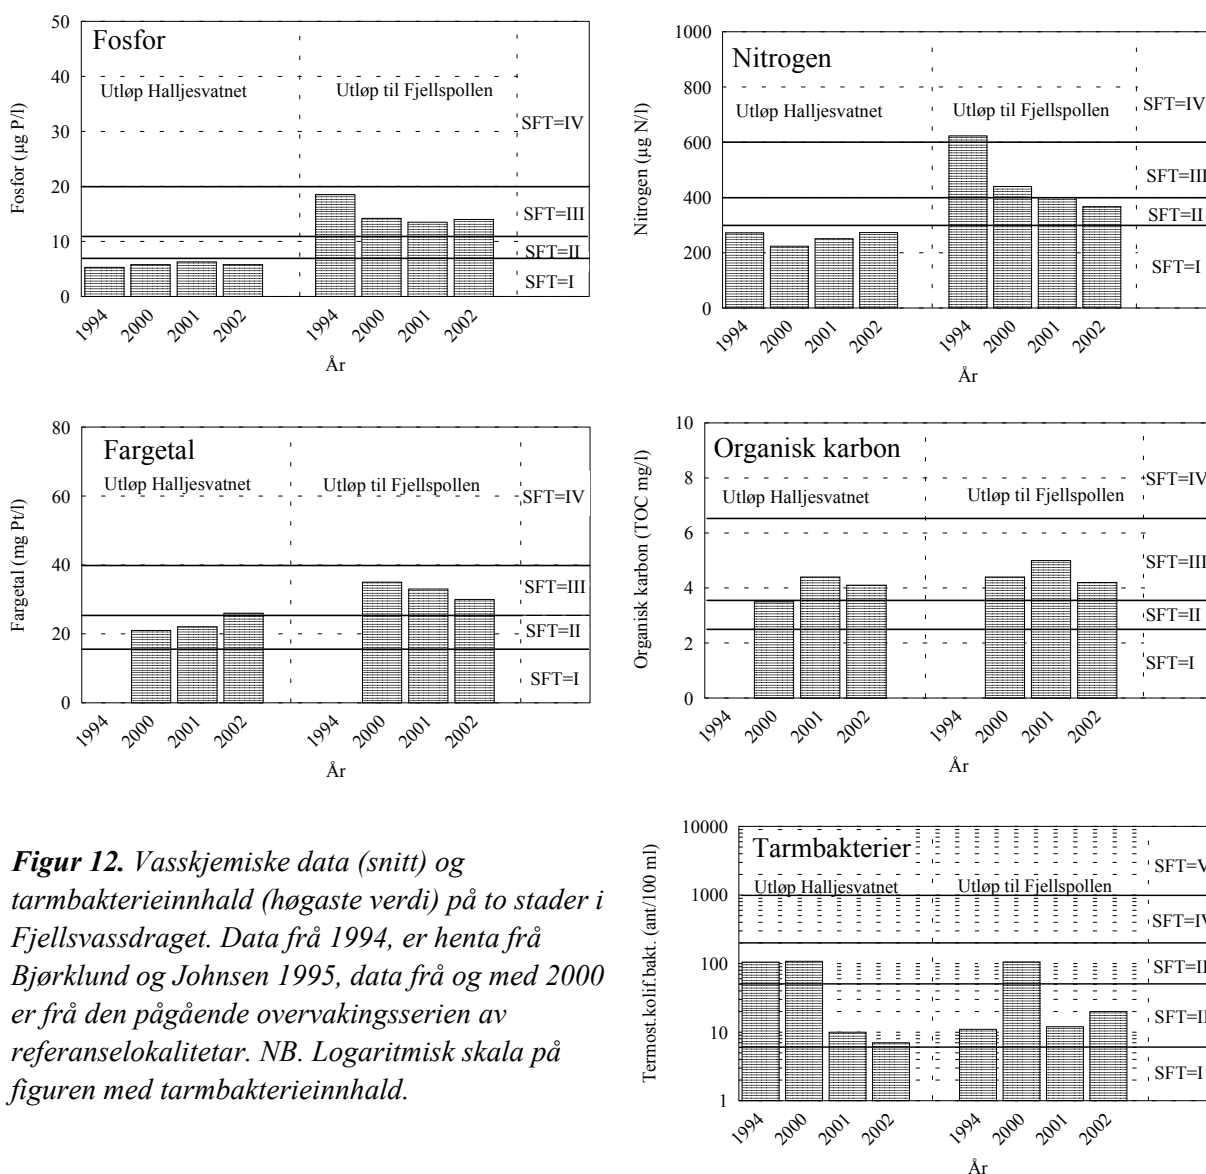 Fosfor
Utløp Halljesvatnet
Utløp til Fjellspollen
SFT=IV
SFT=III
SFT=II
SFT=I
50
40
30
20
10
0
Fosfor (µg P/l)
1994
2000
2001
2002
1994
2000
2001
2002
År
Nitrogen
Utløp Halljesvatnet
Utløp til Fjellspollen
SFT=IV
SFT=III
SFT=II
SFT=I
1000
800
600
400
200
0
Nitrogen (µg N/l)
1994
2000
2001
2002
1994
2000
2001
2002
År
Fargetal
Utløp Halljesvatnet
Utløp til Fjellspollen
SFT=IV
SFT=III
SFT=II
SFT=I
80
60
40
20
0
Fargetal (mg Pt/l)
1994
2000
2001
2002
1994
2000
2001
2002
År
Organisk karbon
Utløp Halljesvatnet
Utløp til Fjellspollen
SFT=IV
SFT=III
SFT=II
SFT=I
10
8
6
4
2
0
Organisk karbon (TOC mg/l)
1994
2000
2001
2002
1994
2000
2001
2002
År
Figur 12. Vasskjemiske data (snitt) og
tarmbakterieinnhald (høgaste verdi) på to stader i
Fjellsvassdraget. Data frå 1994, er henta frå
Bjørklund og Johnsen 1995, data frå og med 2000
er frå den pågående overvakingsserien av
referanselokalitetar. NB. Logaritmisk skala på
figuren med tarmbakterieinnhald.
Tarmbakterier
Utløp Halljesvatnet
Utløp til Fjellspollen
SFT=V
SFT=IV
SFT=II
SFT=II
SFT=I
10000
1000
100
10
1
Termost.kolif.bakt. (ant/100 ml)
1994
2000
2001
2002
1994
2000
2001
2002
År